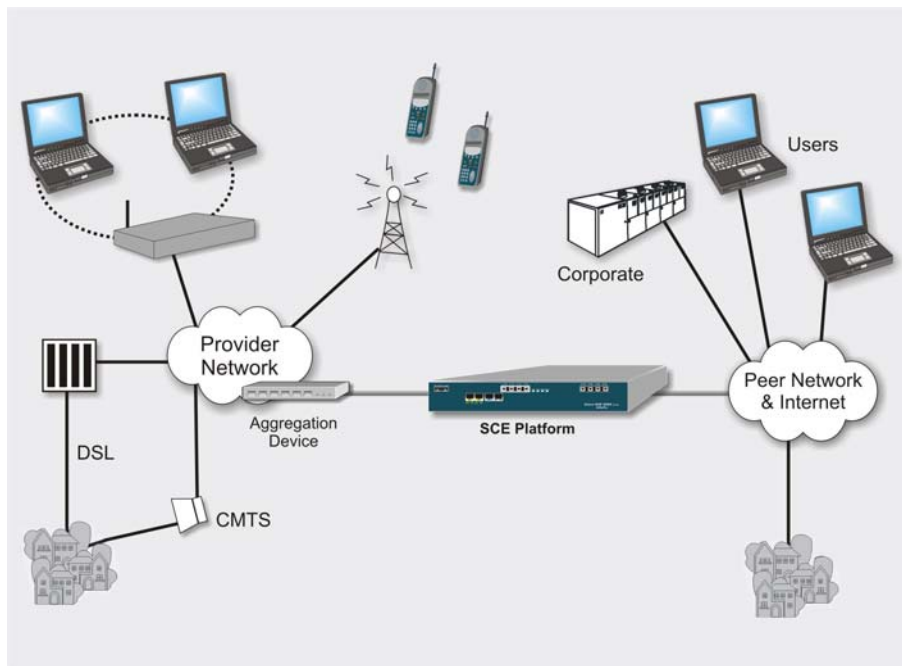 Users
Corporate
Provider
Network
Peer Network
& Internet
Aggregation
Device
SCE Platform
DSL
CMTS